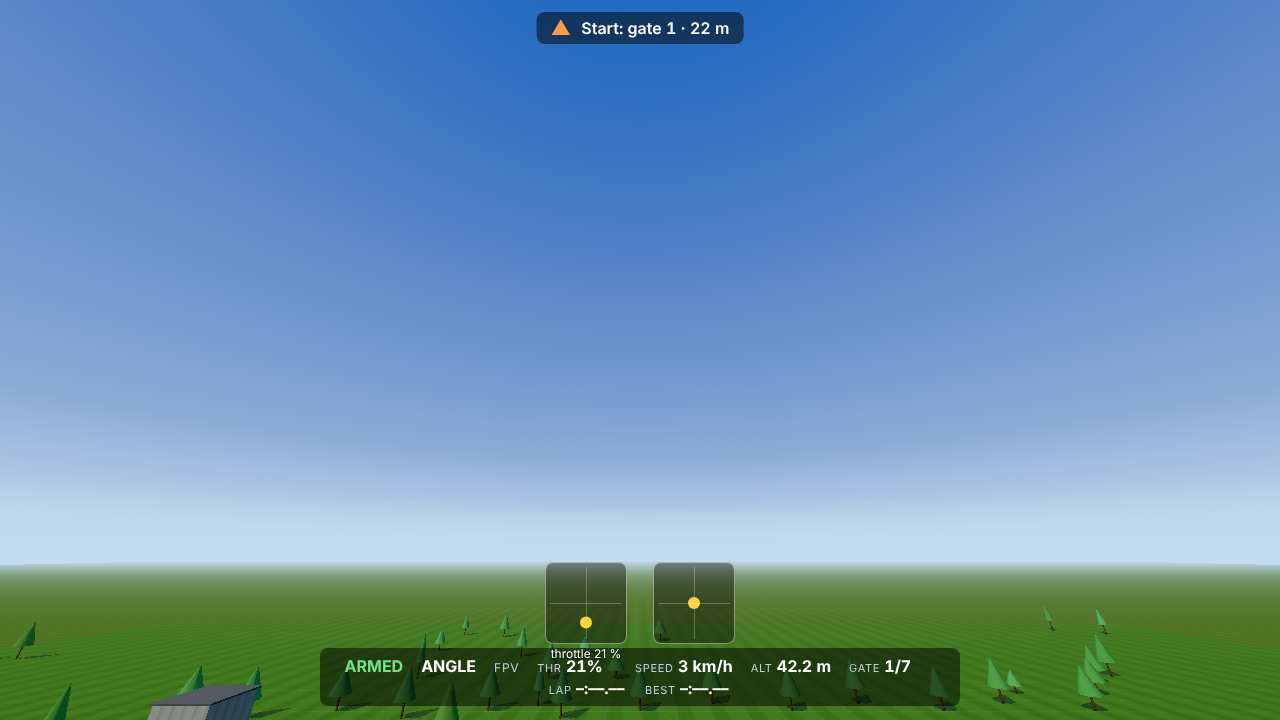 Start: gate 1 · 22 m
throttle 21 %
ARMED ANGLE FPV THR 21% SPEED 3 km/h ALT 42.2 m GATE 1/7
LAP –:––.–– BEST –:––.––